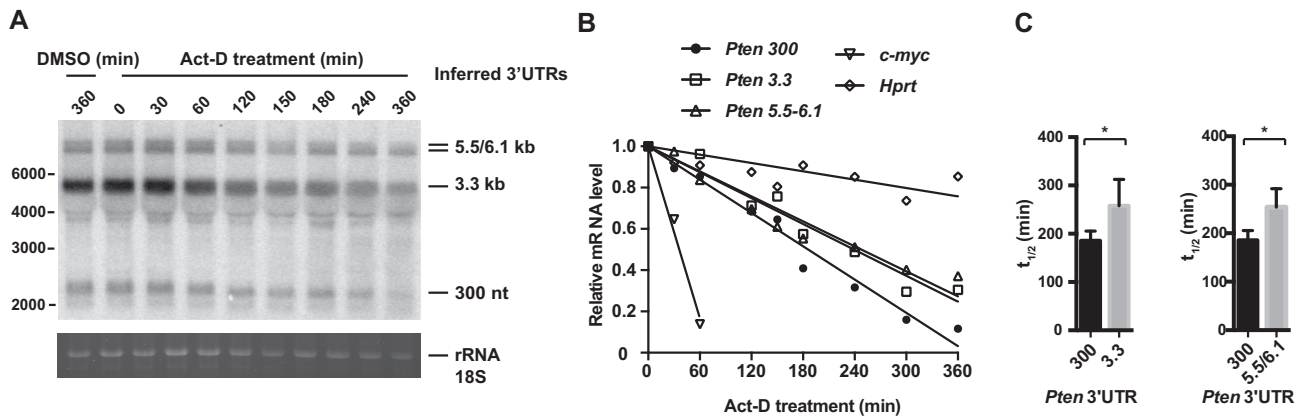 A
DMSO (min) Act-D treatment (min) Inferred 3'UTRs
360 0 30 60 120 150 180 240 360
5.5/6.1 kb
6000
3.3 kb
4000
3000
300 nt
2000
rRNA
18S
B
Pten 300
Pten 3.3
Pten 5.5-6.1
c-myc
Hprt
Relative mR NA level
1.0
0.8
0.6
0.4
0.2
0
0 60 120 180 240 300 360
Act-D treatment (min)
C
*
t1/2 (min)
400
300
200
100
0
300 3.3
Pten 3'UTR
*
t1/2 (min)
400
300
200
100
0
300 5.5/6.1
Pten 3'UTR